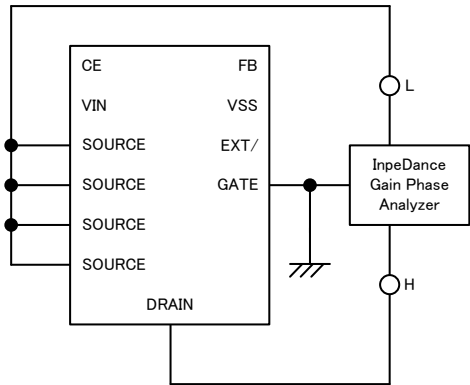 CE FB
VIN VSS
SOURCE EXT/
SOURCE GATE
SOURCE
SOURCE
DRAIN
L
InpeDance
Gain Phase
Analyzer
H